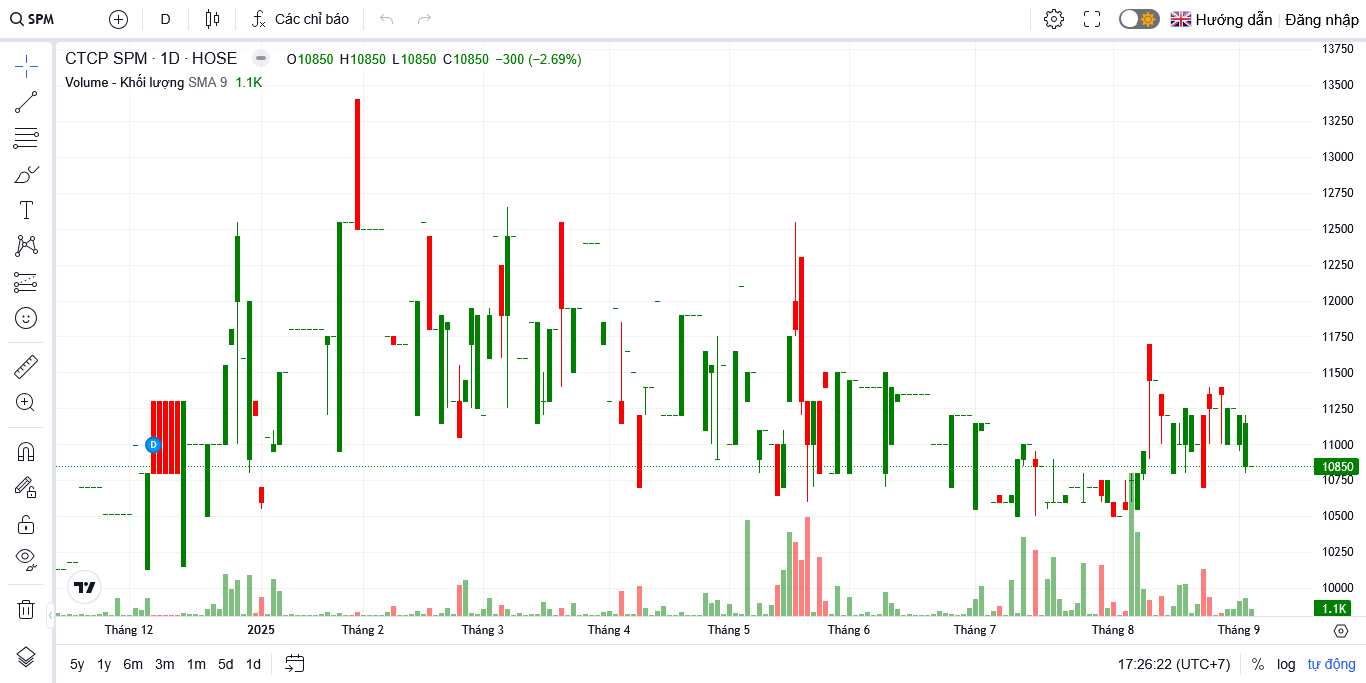 SPM D Các chỉ báo Hướng dẫn Đăng nhập
CTCP SPM · 1D · HOSE O10850 H10850 L10850 C10850 −300 (−2.69%)
Volume - Khối lượng SMA 9 1.1K
13750
13500
13250
13000
12750
12500
12250
12000
11750
11500
11250
11000
10850
10750
10500
10250
10000
1.1K
D
Tháng 12 2025 Tháng 2 Tháng 3 Tháng 4 Tháng 5 Tháng 6 Tháng 7 Tháng 8 Tháng 9
5y 1y 6m 3m 1m 5d 1d 17:26:22 (UTC+7) % log tự động